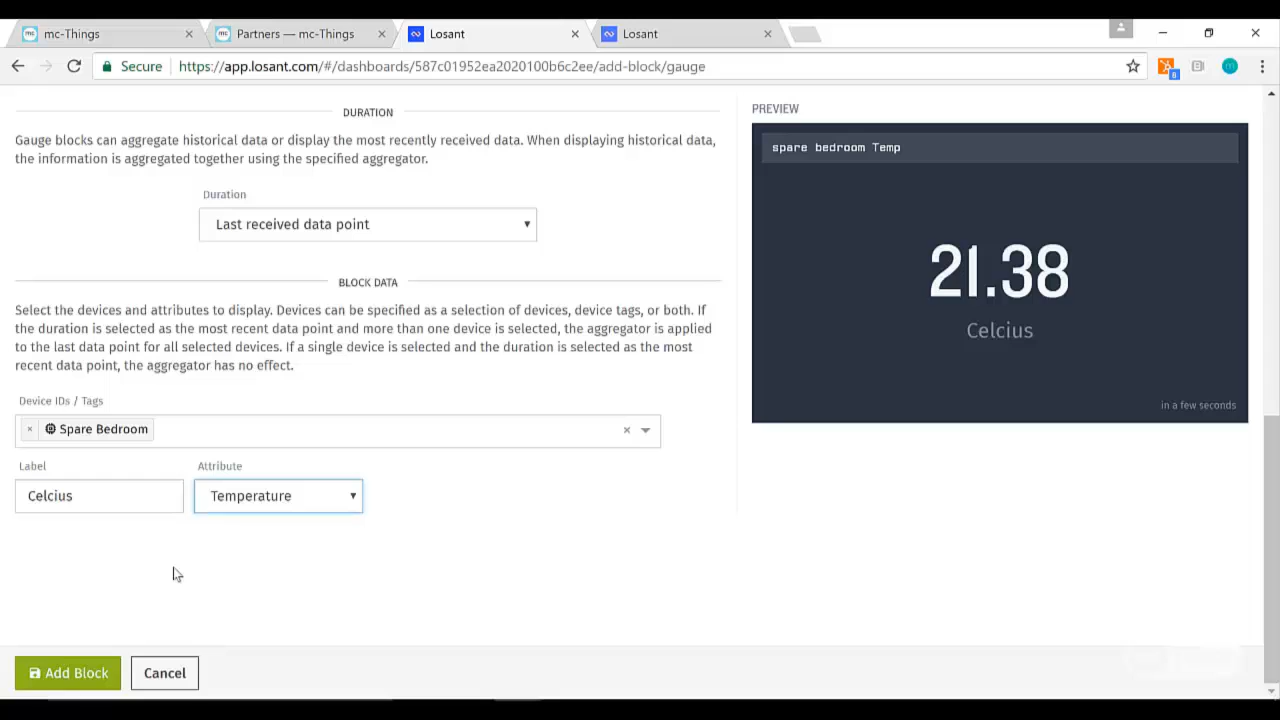 mc-Things
Partners — mc-Things
Losant
Losant
Secure
https://app.losant.com/#/dashboards/587c01952ea2020100b6c2ee/add-block/gauge
6
m
DURATION
Gauge blocks can aggregate historical data or display the most recently received data. When displaying historical data,
the information is aggregated together using the specified aggregator.
Duration
Last received data point
BLOCK DATA
Select the devices and attributes to display. Devices can be specified as a selection of devices, device tags, or both. If
the duration is selected as the most recent data point and more than one device is selected, the aggregator is applied
to the last data point for all selected devices. If a single device is selected and the duration is selected as the most
recent data point, the aggregator has no effect.
Device IDs / Tags
Spare Bedroom
Label
Attribute
Celcius
Temperature
Add Block
Cancel
PREVIEW
spare bedroom Temp
21.38
Celcius
in a few seconds